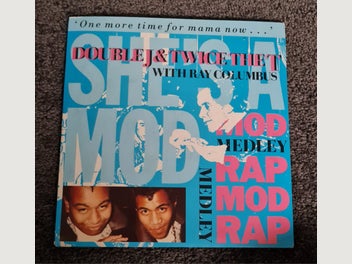 'One more time for mama now...'
DOUBLE J & TWICE THE T
WITH RAY COLUMBUS
SHE'S A
MOD
MOD
MEDLEY
RAP
MOD
RAP
MEDLEY